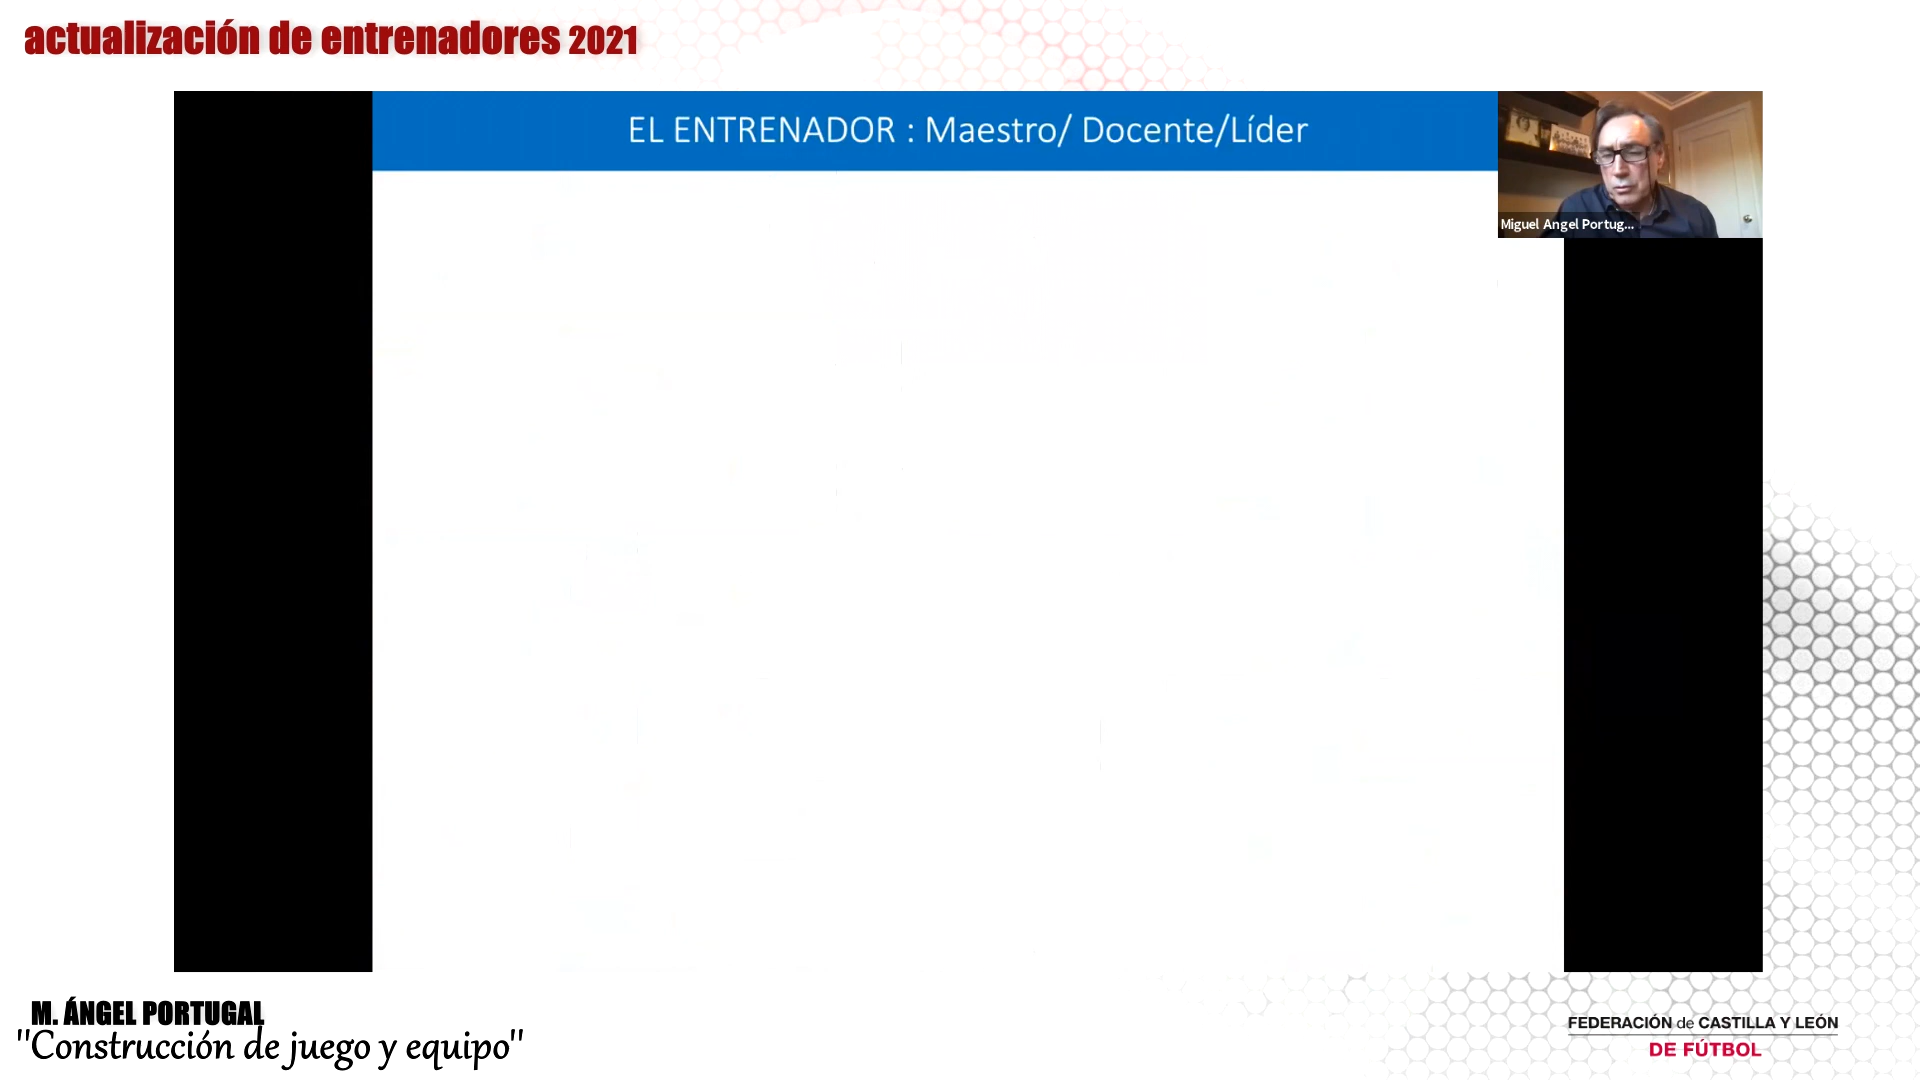 actualización de entrenadores 2021
EL ENTRENADOR : Maestro/ Docente/Líder
Miguel Angel Portug...
M. ÁNGEL PORTUGAL
"Construcción de juego y equipo"
FEDERACIÓN de CASTILLA Y LEÓN
DE FÚTBOL